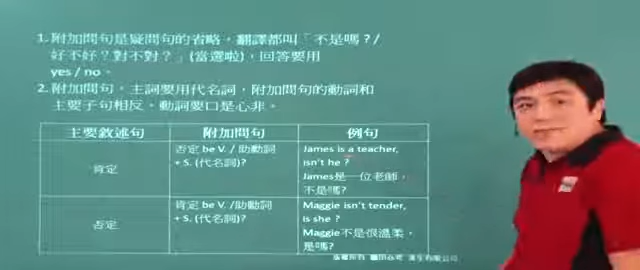 1. 附加問句是疑問句的省略，翻譯都叫「不是嗎？/
好不好？對不對？」(當選啦)，回答要用
yes / no。
2. 附加問句，主詞要用代名詞，附加問句的動詞和
主要子句相反。動詞要口是心非。
主要敘述句 附加問句 例句
肯定
否定 be V. / 助動詞
+ S. (代名詞)?
James is a teacher,
isn't he ?
James是一位老師，
不是嗎?
否定
肯定 be V. /助動詞
+ S. (代名詞)?
Maggie isn't tender,
is she ?
Maggie不是很溫柔，
是嗎?
版權所有